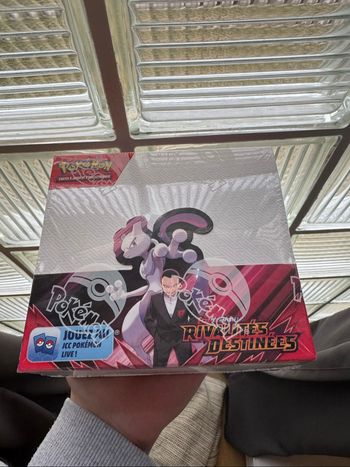 POKÉMON
Pokémon
Pokémon
RIVALITÉS
DESTINÉES
JOUEZ AU
JCC POKÉMON
LIVE !